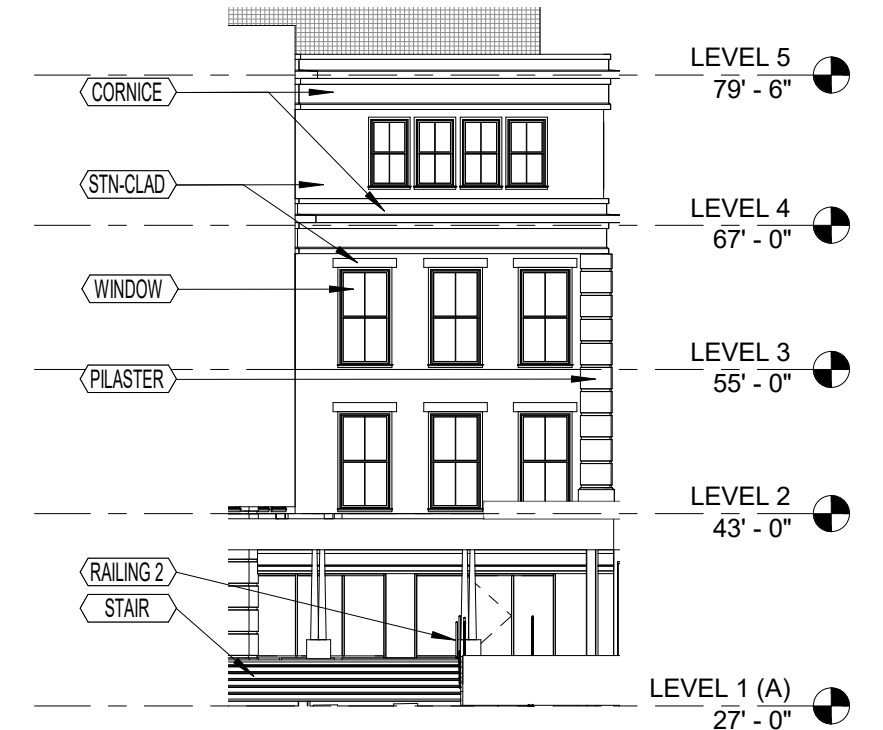 LEVEL 5
79' - 6"
CORNICE
STN-CLAD
LEVEL 4
67' - 0"
WINDOW
LEVEL 3
55' - 0"
PILASTER
LEVEL 2
43' - 0"
RAILING 2
STAIR
LEVEL 1 (A)
27' - 0"